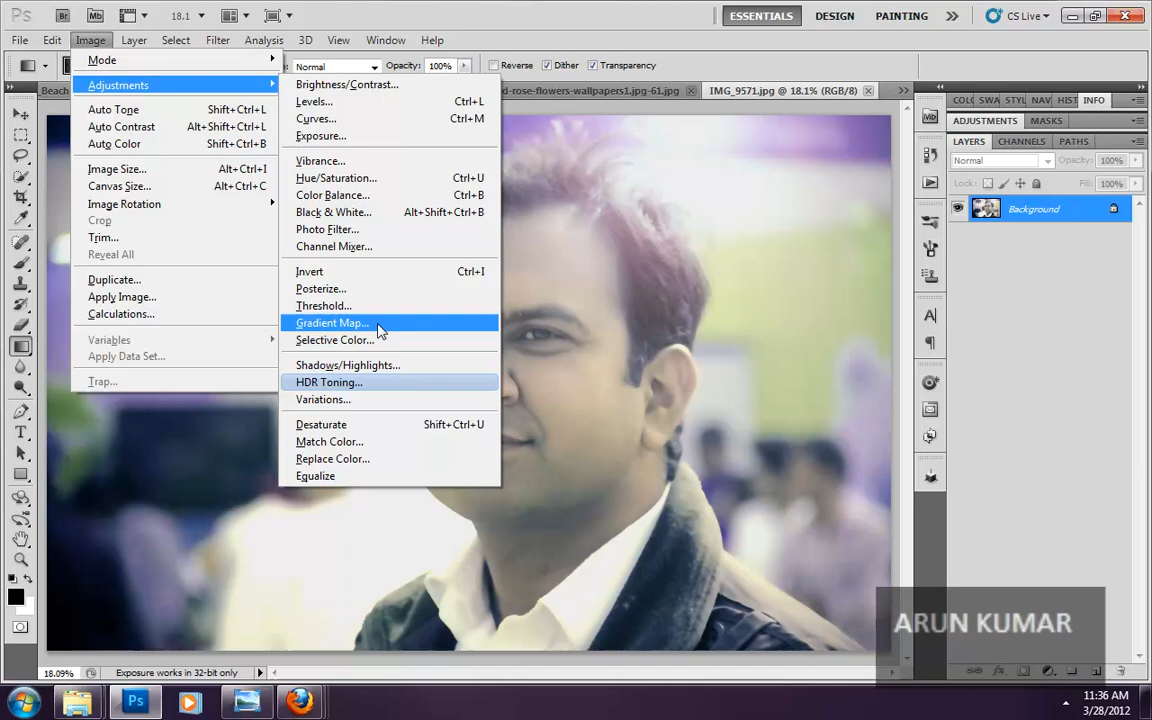 Ps Br Mb 18.1 ESSENTIALS DESIGN PAINTING CS Live
File Edit Image Layer Select Filter Analysis 3D View Window Help
Normal Opacity: 100% Reverse Dither Transparency
Beach d-rose-flowers-wallpapers1.jpg-61.jpg IMG_9571.jpg @ 18.1% (RGB/8)
Mode
Adjustments
Auto Tone Shift+Ctrl+L
Auto Contrast Alt+Shift+Ctrl+L
Auto Color Shift+Ctrl+B
Image Size... Alt+Ctrl+I
Canvas Size... Alt+Ctrl+C
Image Rotation
Crop
Trim...
Reveal All
Duplicate...
Apply Image...
Calculations...
Variables
Apply Data Set...
Trap...
Brightness/Contrast...
Levels... Ctrl+L
Curves... Ctrl+M
Exposure...
Vibrance...
Hue/Saturation... Ctrl+U
Color Balance... Ctrl+B
Black & White... Alt+Shift+Ctrl+B
Photo Filter...
Channel Mixer...
Invert Ctrl+I
Posterize...
Threshold...
Gradient Map...
Selective Color...
Shadows/Highlights...
HDR Toning...
Variations...
Desaturate Shift+Ctrl+U
Match Color...
Replace Color...
Equalize
COL SWA STYL NAV HIST INFO
ADJUSTMENTS MASKS
LAYERS CHANNELS PATHS
Normal Opacity: 100%
Lock: Fill: 100%
Background
ARUN KUMAR
18.09% Exposure works in 32-bit only
Ps 11:36 AM
3/28/2012